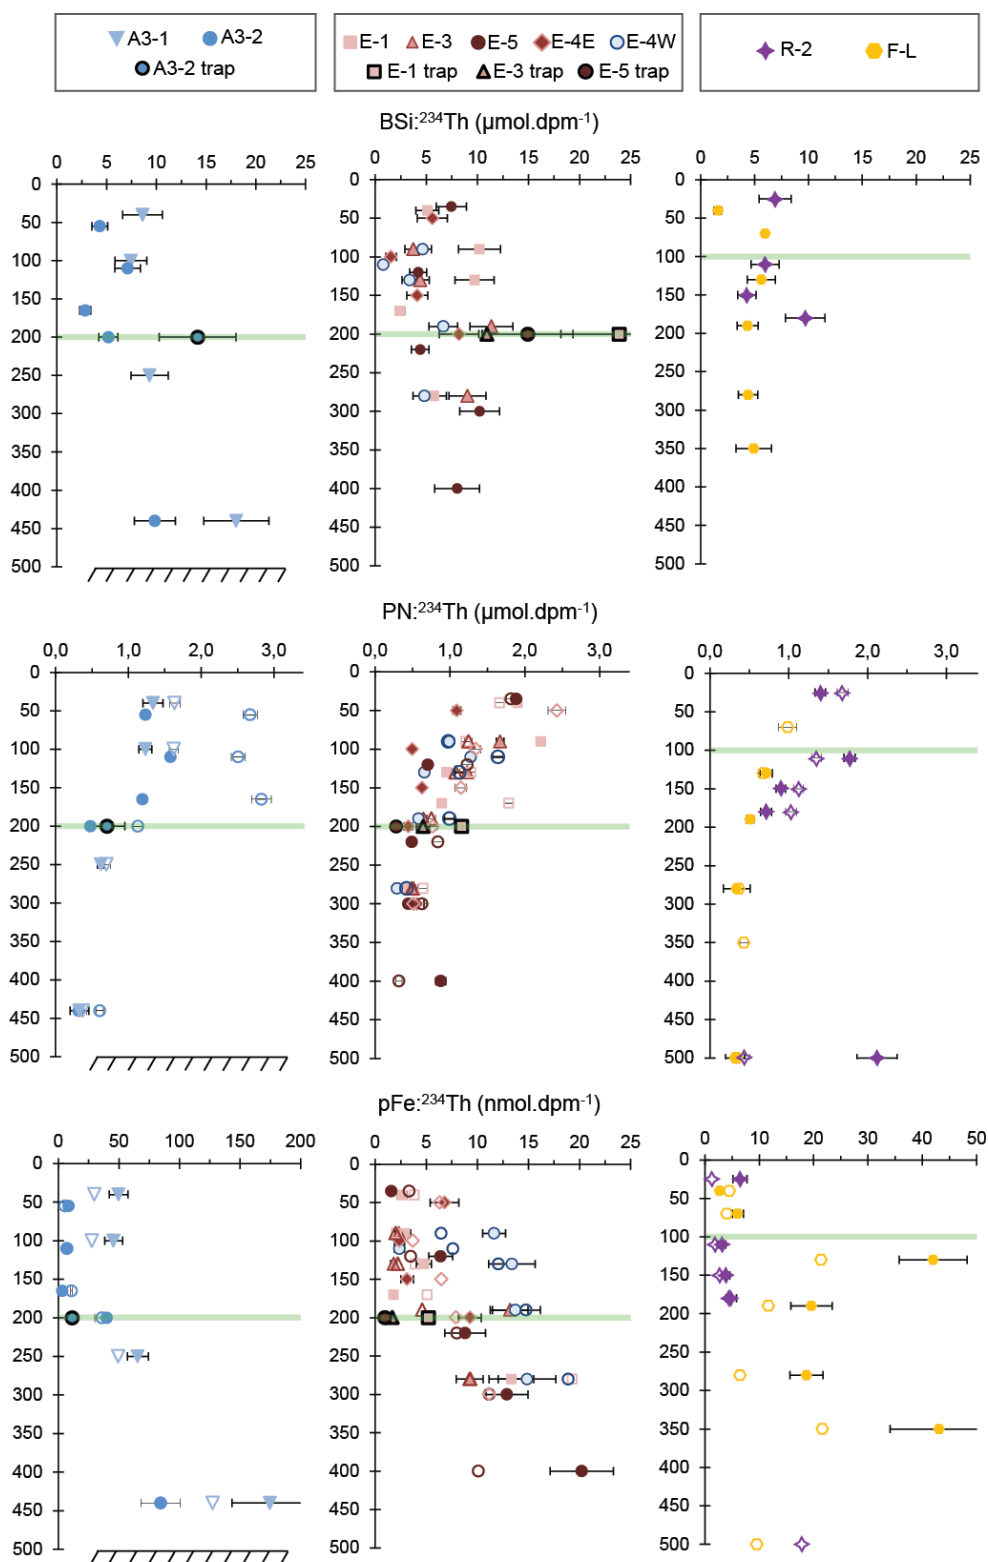 A3-1 A3-2
A3-2 trap
E-1 E-3 E-5 E-4E E-4W
E-1 trap E-3 trap E-5 trap
R-2 F-L
BSi:²³⁴Th (µmol.dpm⁻¹)
0 5 10 15 20 25
0 5 10 15 20 25
0 5 10 15 20 25
0 0 0
50 50 50
100 100 100
150 150 150
200 200 200
250 250 250
300 300 300
350 350 350
400 400 400
450 450 450
500 500 500
PN:²³⁴Th (µmol.dpm⁻¹)
0,0 1,0 2,0 3,0
0,0 1,0 2,0 3,0
0,0 1,0 2,0 3,0
0 0 0
50 50 50
100 100 100
150 150 150
200 200 200
250 250 250
300 300 300
350 350 350
400 400 400
450 450 450
500 500 500
pFe:²³⁴Th (nmol.dpm⁻¹)
0 50 100 150 200
0 5 10 15 20 25
0 10 20 30 40 50
0 0 0
50 50 50
100 100 100
150 150 150
200 200 200
250 250 250
300 300 300
350 350 350
400 400 400
450 450 450
500 500 500